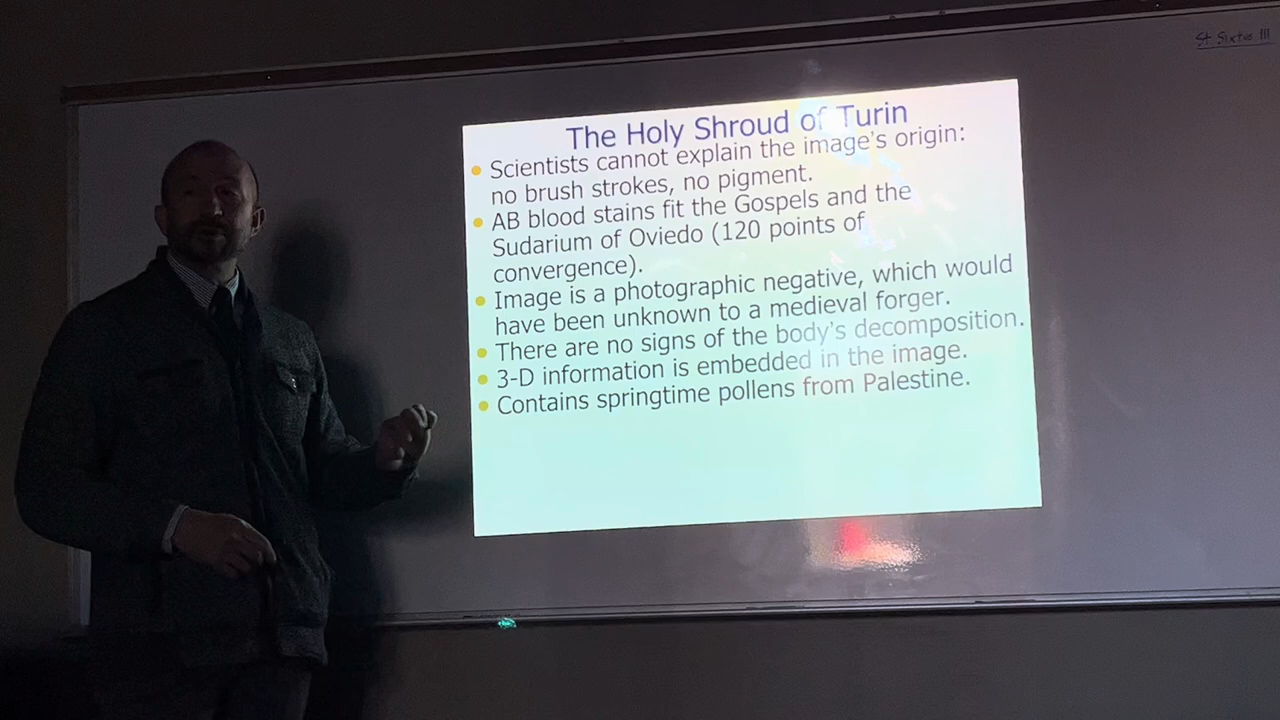 St Sixtus III
The Holy Shroud of Turin
Scientists cannot explain the image's origin:
no brush strokes, no pigment.
AB blood stains fit the Gospels and the
Sudarium of Oviedo (120 points of
convergence).
Image is a photographic negative, which would
have been unknown to a medieval forger.
There are no signs of the body's decomposition.
3-D information is embedded in the image.
Contains springtime pollens from Palestine.